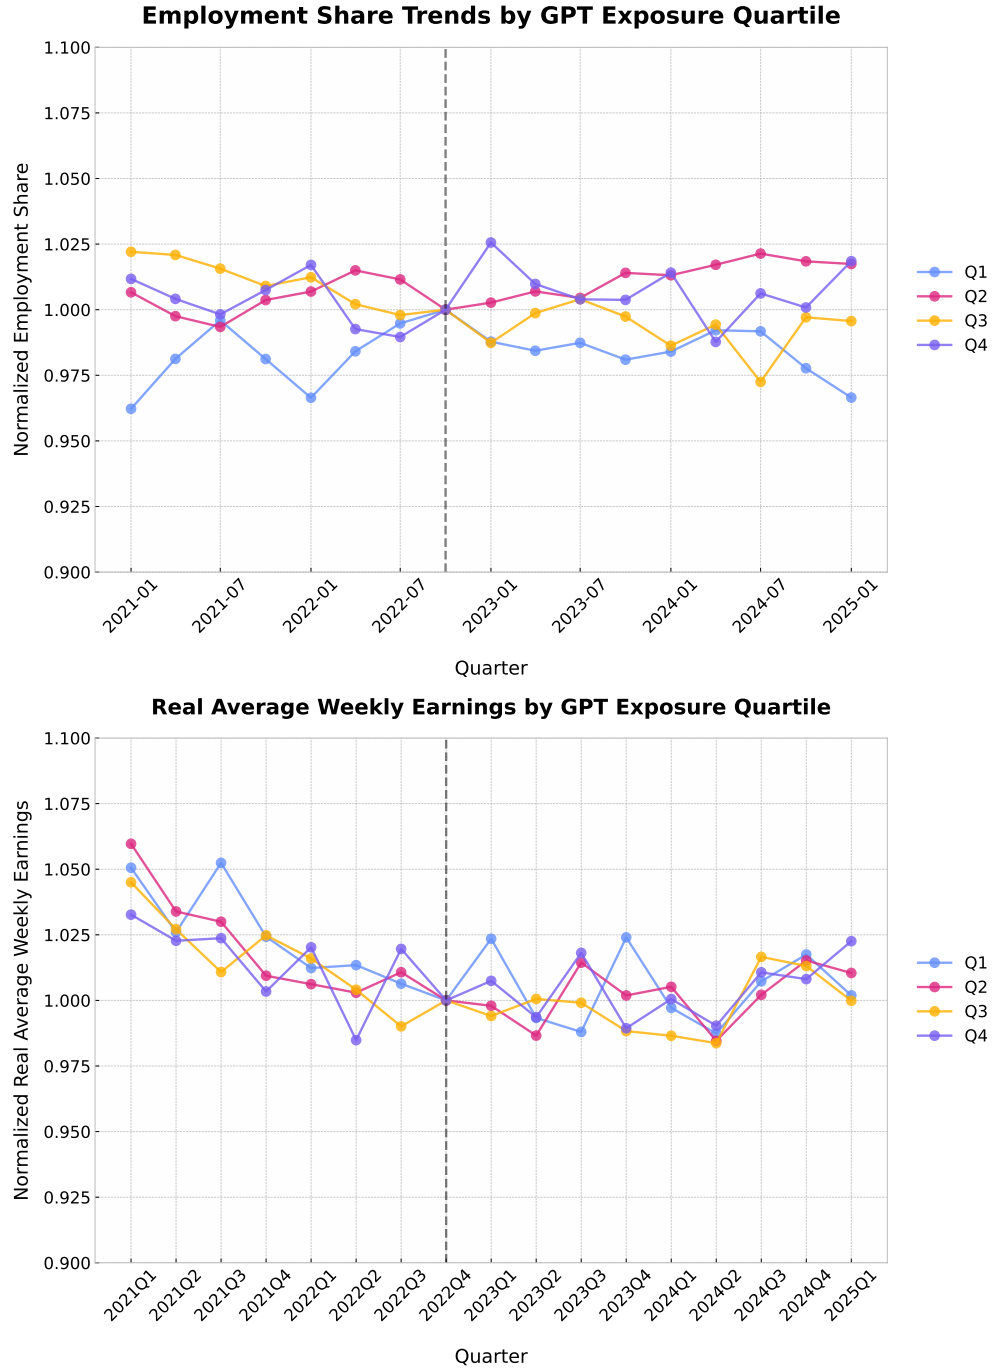 Employment Share Trends by GPT Exposure Quartile
Normalized Employment Share
1.100
1.075
1.050
1.025
1.000
0.975
0.950
0.925
0.900
2021-01
2021-07
2022-01
2022-07
2023-01
2023-07
2024-01
2024-07
2025-01
Quarter
Q1
Q2
Q3
Q4
Real Average Weekly Earnings by GPT Exposure Quartile
Normalized Real Average Weekly Earnings
1.100
1.075
1.050
1.025
1.000
0.975
0.950
0.925
0.900
2021Q1
2021Q2
2021Q3
2021Q4
2022Q1
2022Q2
2022Q3
2022Q4
2023Q1
2023Q2
2023Q3
2023Q4
2024Q1
2024Q2
2024Q3
2024Q4
2025Q1
Quarter
Q1
Q2
Q3
Q4